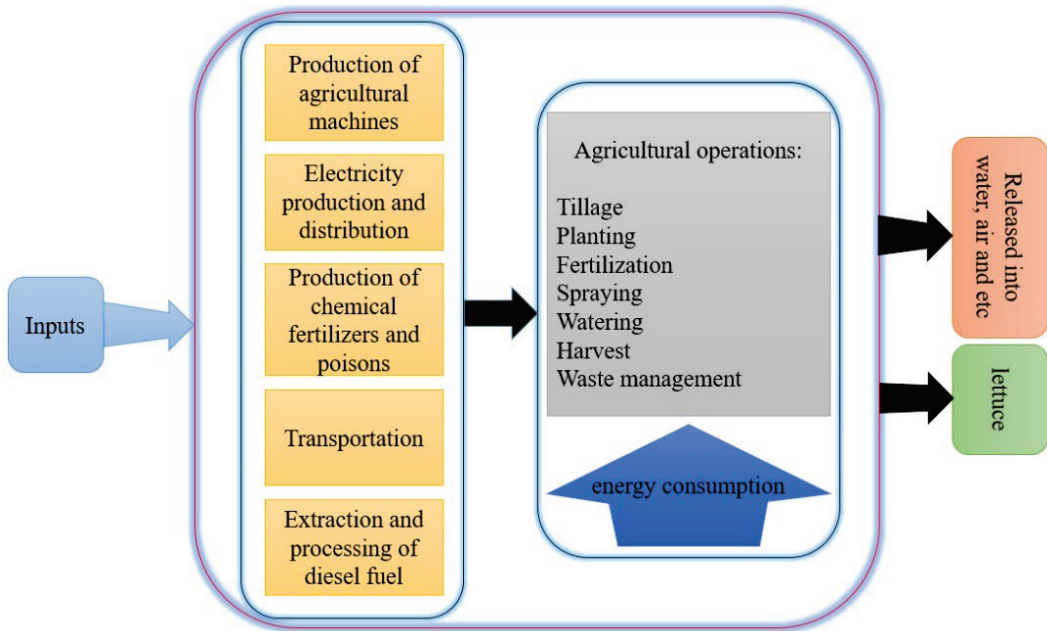 Inputs
Production of
agricultural
machines
Electricity
production and
distribution
Production of
chemical
fertilizers and
poisons
Transportation
Extraction and
processing of
diesel fuel
Agricultural operations:
Tillage
Planting
Fertilization
Spraying
Watering
Harvest
Waste management
energy consumption
Released into
water, air and etc
lettuce